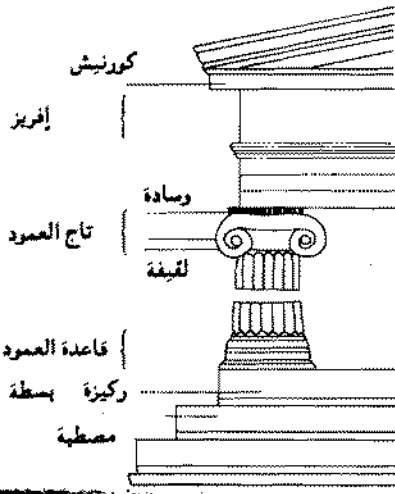 كورنيش
إفريز
وسادة
تاج العمود
لفيفة
قاعدة العمود
ركيزة بسطة
مصطبة